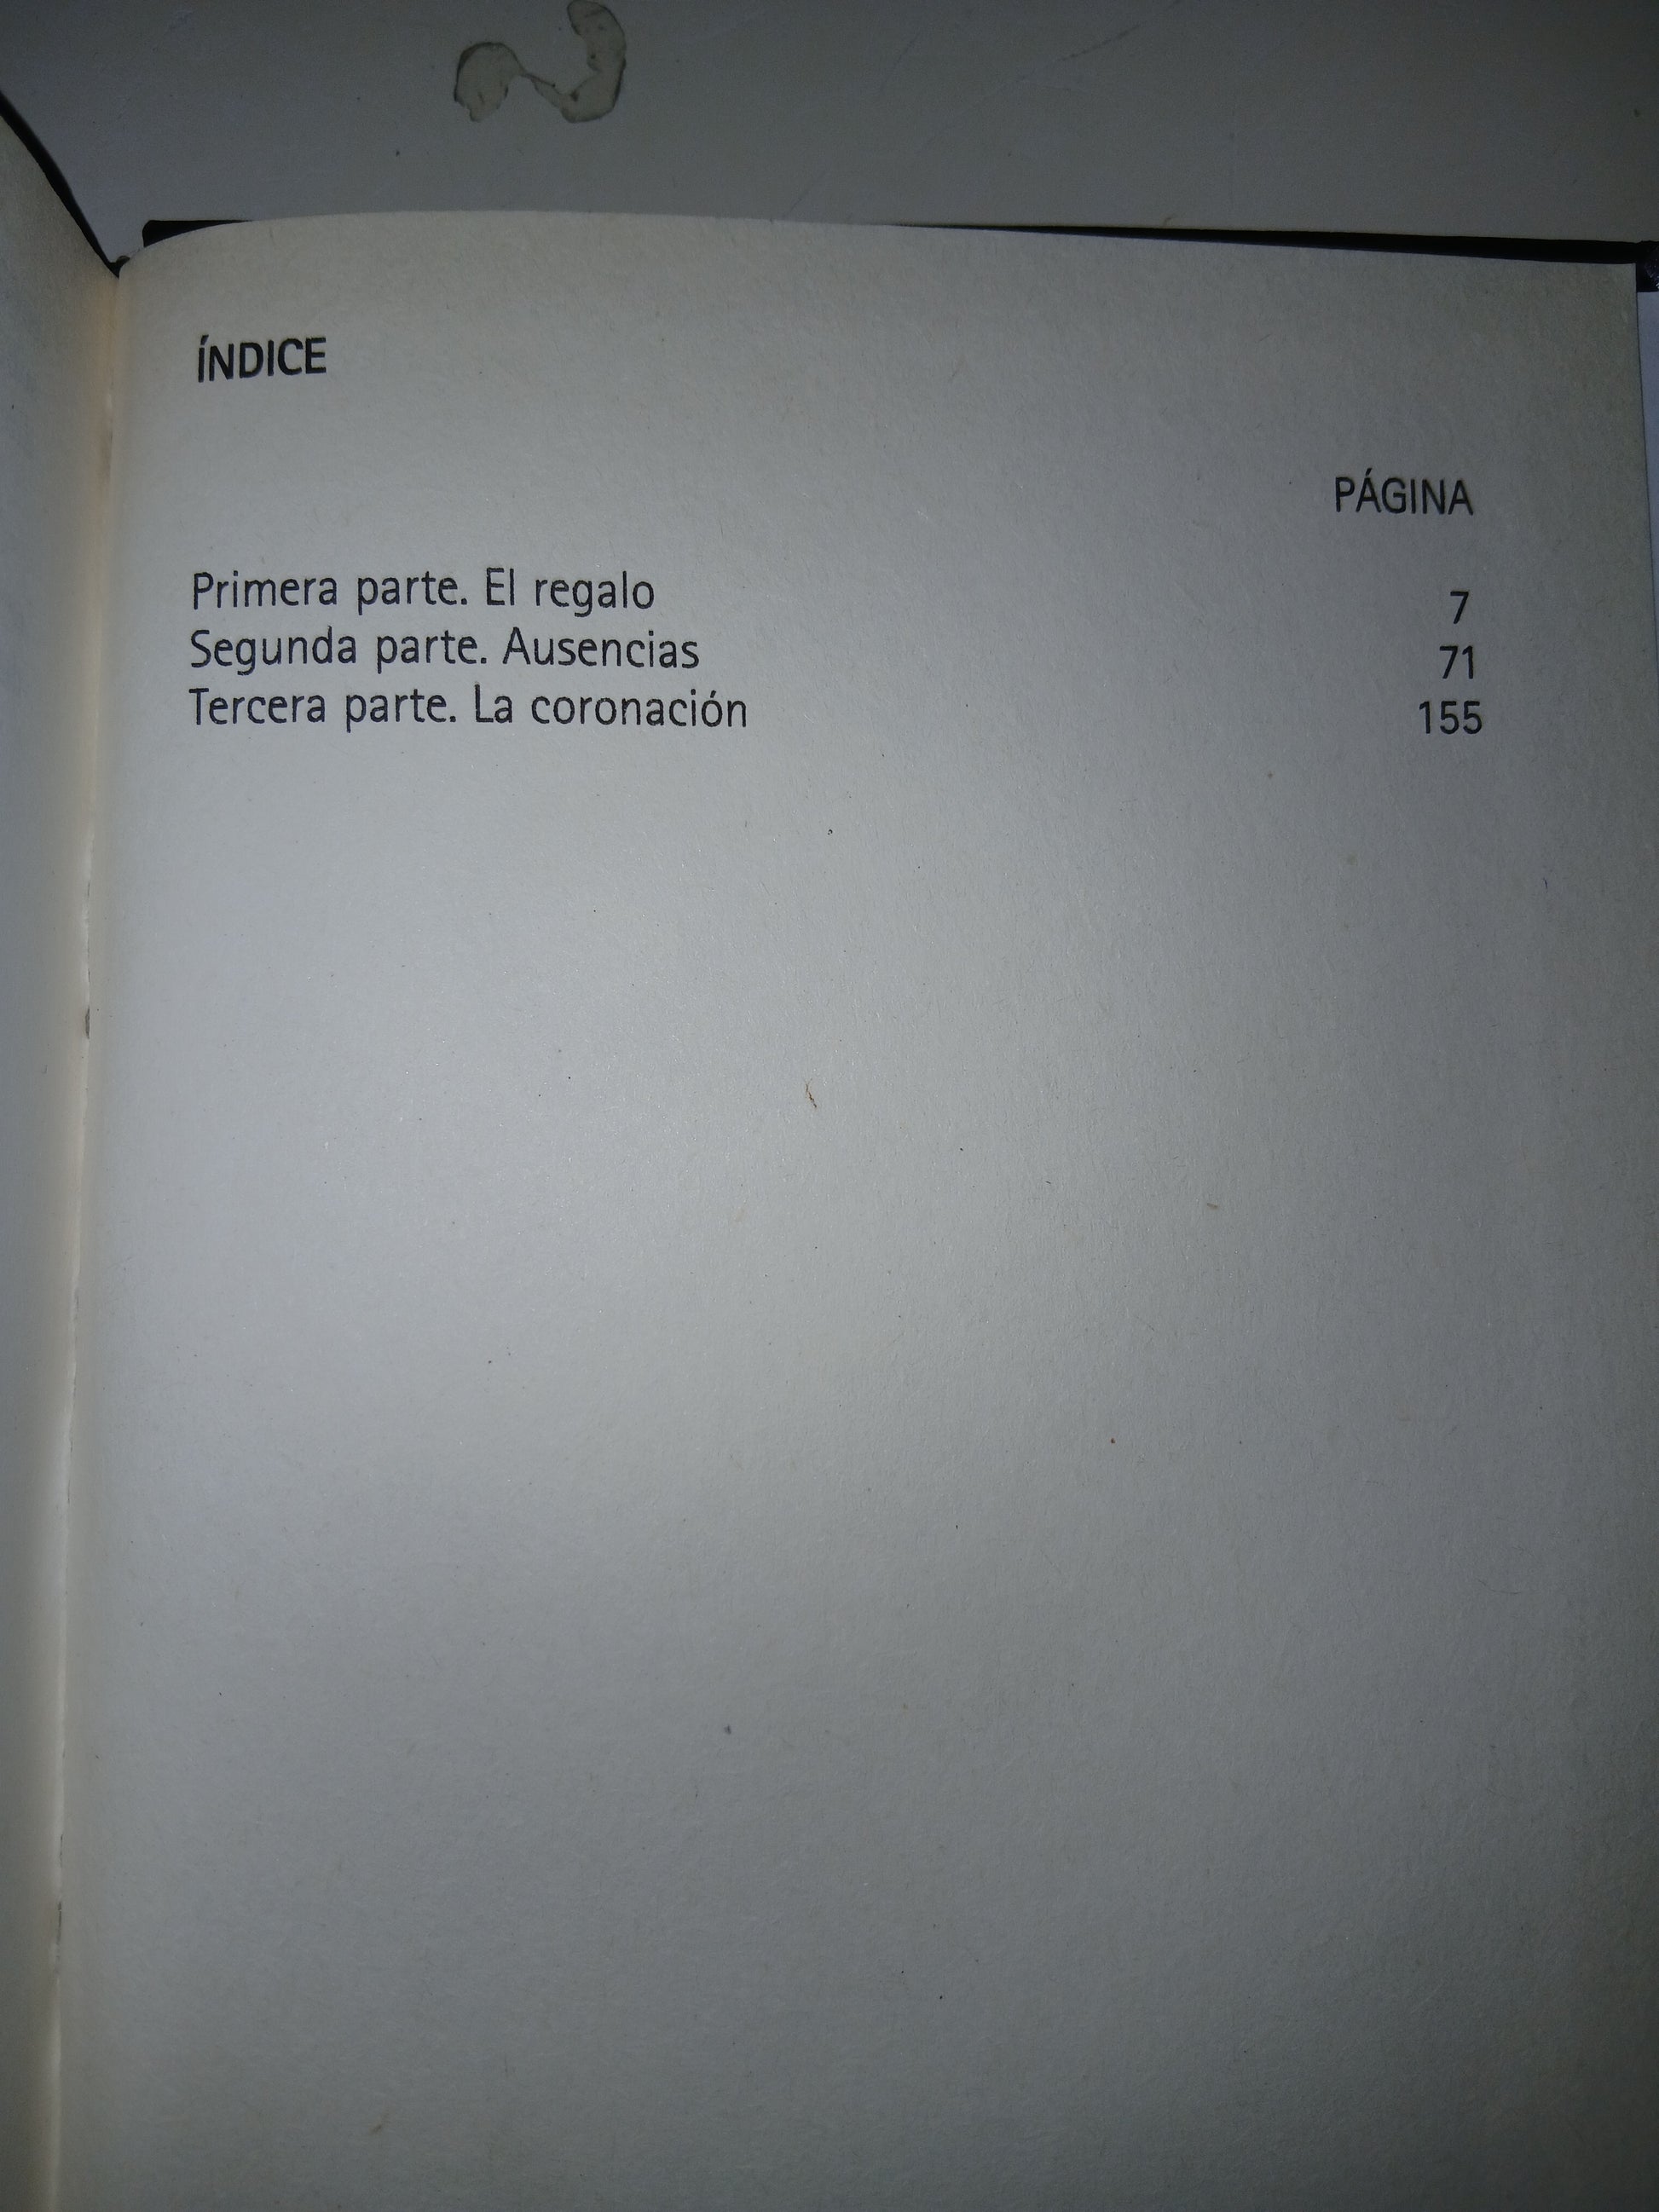 ÍNDICE
PÁGINA
Primera parte. El regalo 7
Segunda parte. Ausencias 71
Tercera parte. La coronación 155